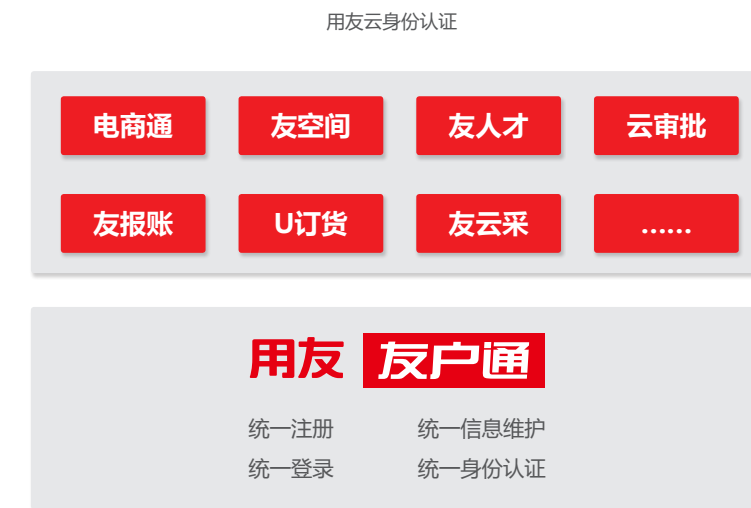 用友云身份认证
电商通 友空间 友人才 云审批
友报账 U订货 友云采 ……
用友 友户通
统一注册 统一信息维护
统一登录 统一身份认证